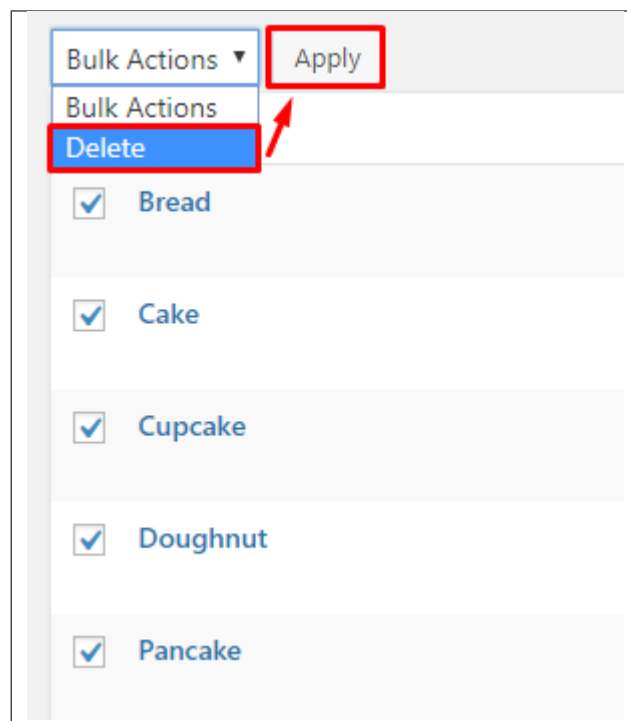 Bulk Actions Apply
Bulk Actions
Delete
Bread
Cake
Cupcake
Doughnut
Pancake